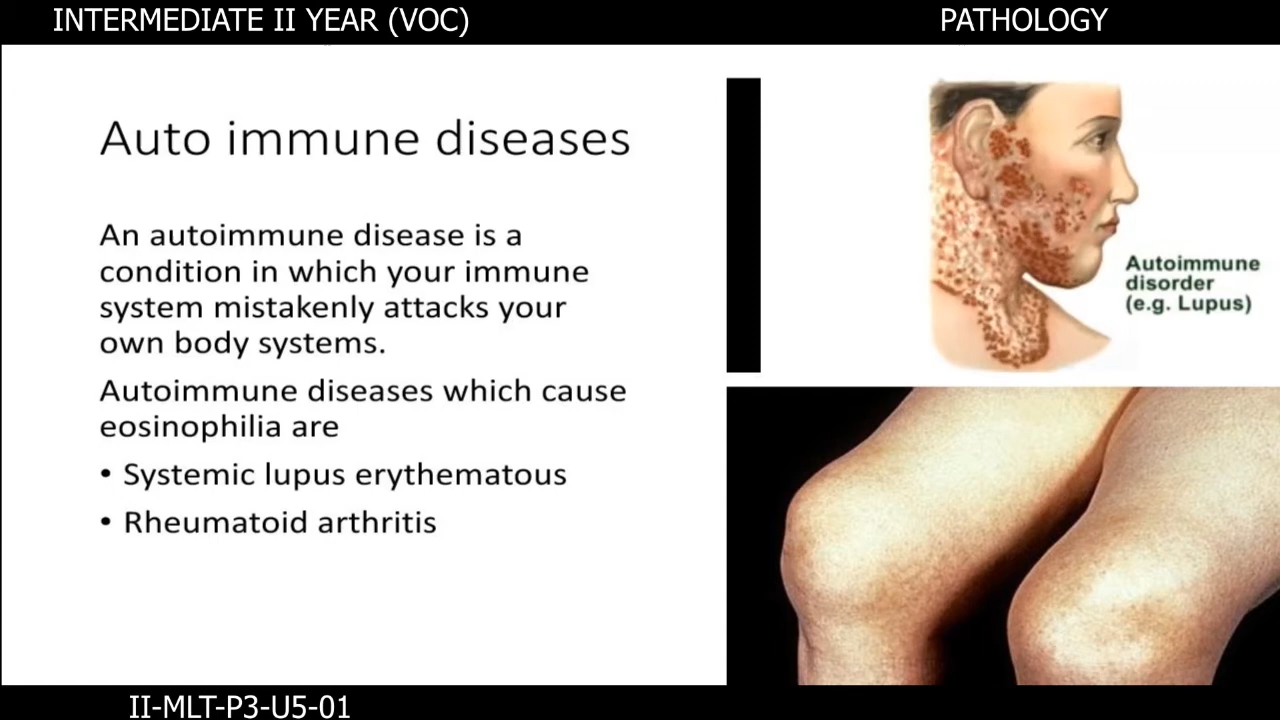 INTERMEDIATE II YEAR (VOC)
PATHOLOGY
Auto immune diseases
An autoimmune disease is a
condition in which your immune
system mistakenly attacks your
own body systems.
Autoimmune diseases which cause
eosinophilia are
• Systemic lupus erythematous
• Rheumatoid arthritis
Autoimmune
disorder
(e.g. Lupus)
II-MLT-P3-U5-01